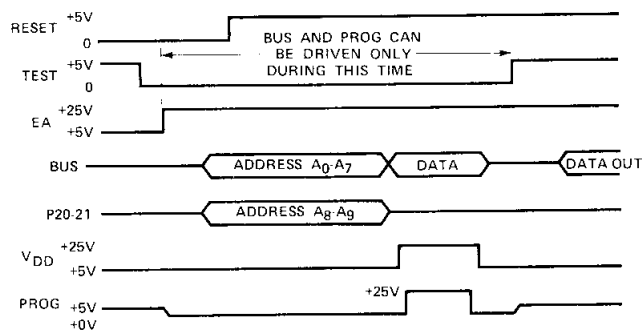 RESET +5V
0
BUS AND PROG CAN
BE DRIVEN ONLY
DURING THIS TIME
TEST +5V
0
EA +25V
+5V
BUS ADDRESS A0-A7 DATA DATA OUT
P20-21 ADDRESS A8-A9
VDD +25V
+5V
PROG +5V +25V
+0V